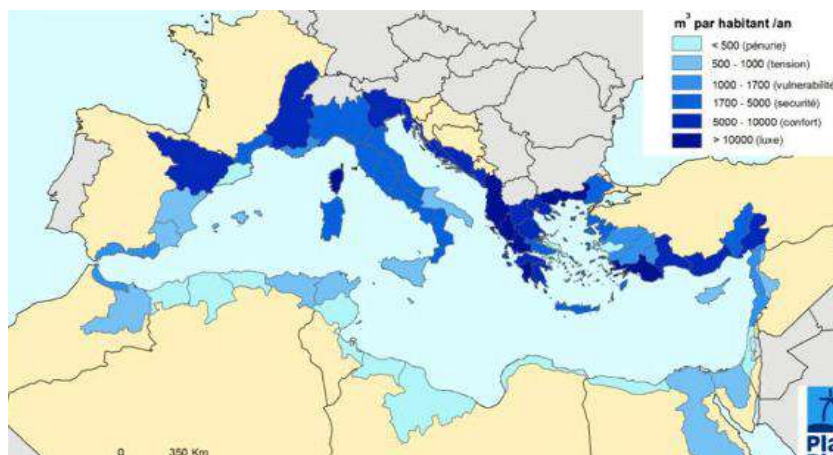 m³ par habitant /an
< 500 (pénurie)
500 - 1000 (tension)
1000 - 1700 (vulnérabilité)
1700 - 5000 (securité)
5000 - 10000 (confort)
> 10000 (luxe)
0 350 Km
Pla